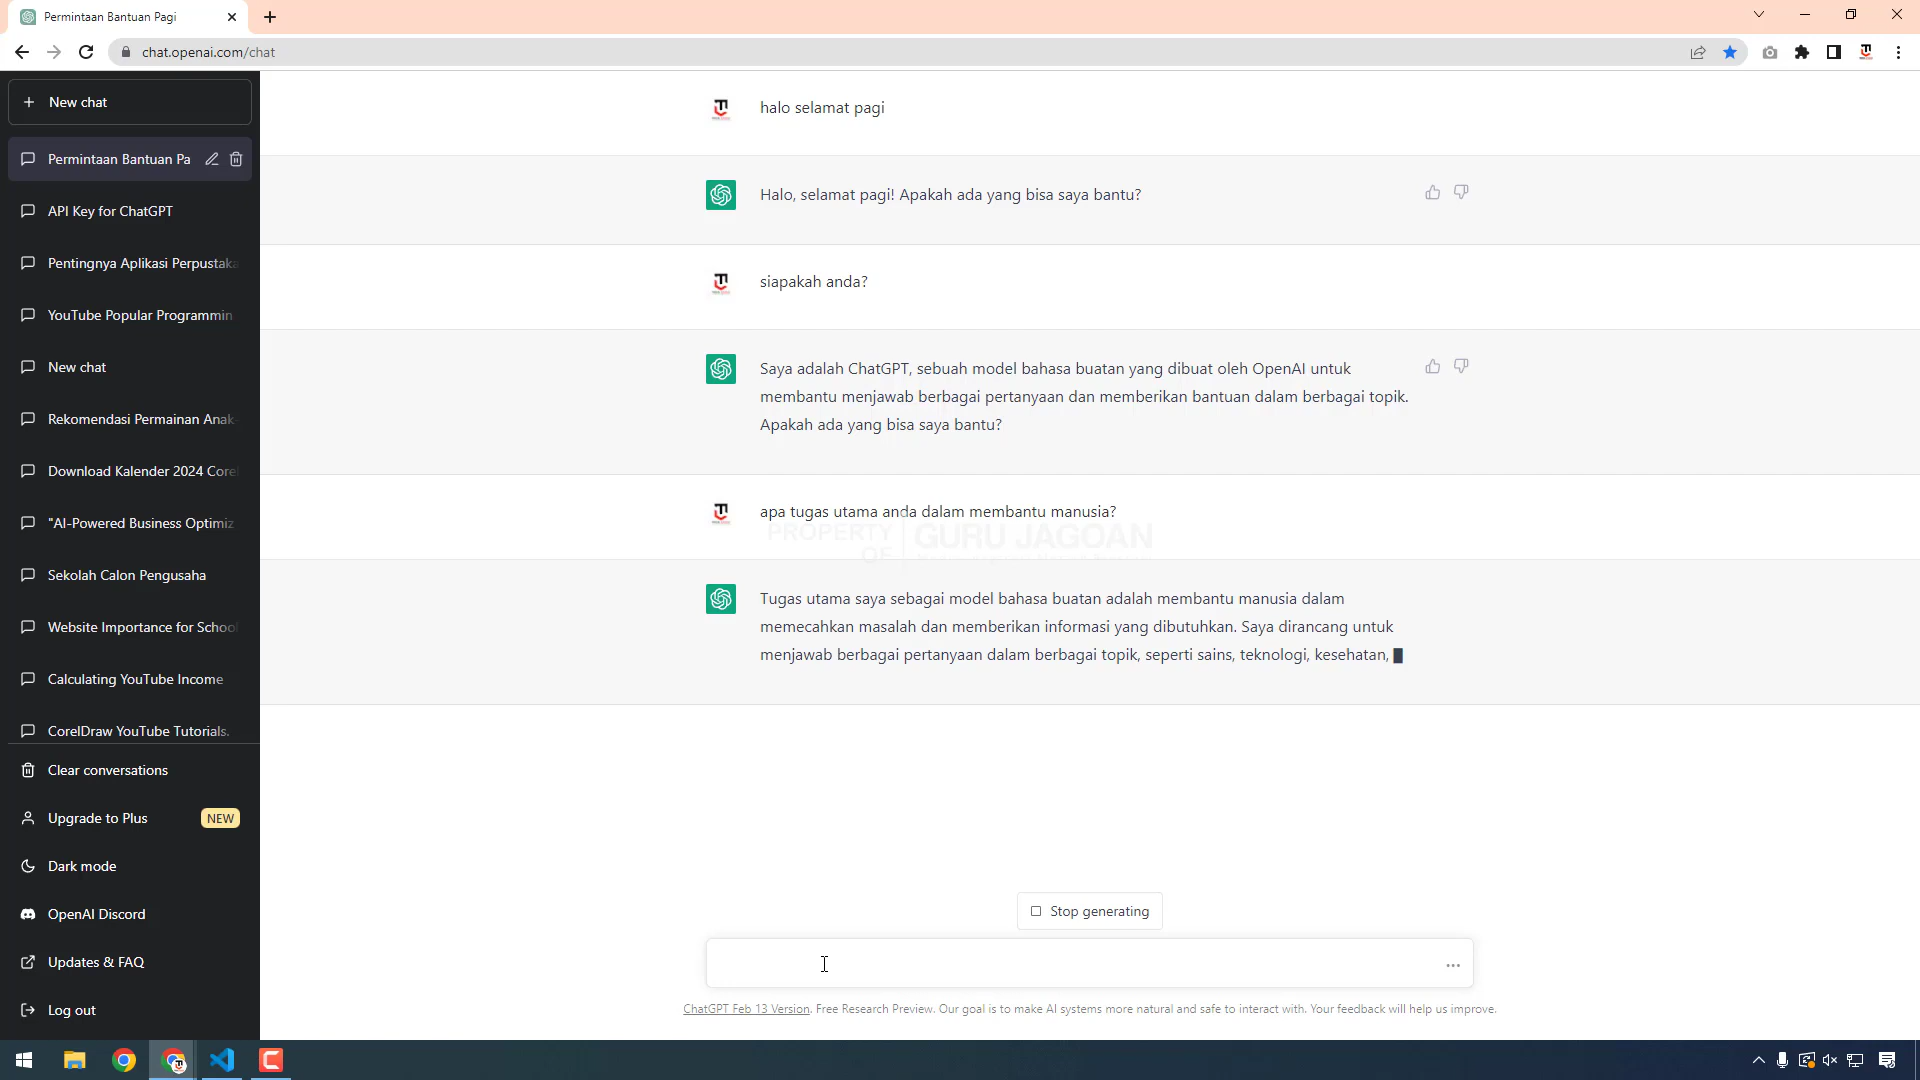 Permintaan Bantuan Pagi
chat.openai.com/chat
New chat
Permintaan Bantuan Pa
API Key for ChatGPT
Pentingnya Aplikasi Perpustaka
YouTube Popular Programmin
New chat
Rekomendasi Permainan Anak
Download Kalender 2024 Core
"AI-Powered Business Optimiz
Sekolah Calon Pengusaha
Website Importance for School
Calculating YouTube Income
CorelDraw YouTube Tutorials.
Clear conversations
Upgrade to Plus NEW
Dark mode
OpenAI Discord
Updates & FAQ
Log out
halo selamat pagi
Halo, selamat pagi! Apakah ada yang bisa saya bantu?
siapakah anda?
Saya adalah ChatGPT, sebuah model bahasa buatan yang dibuat oleh OpenAI untuk
membantu menjawab berbagai pertanyaan dan memberikan bantuan dalam berbagai topik.
Apakah ada yang bisa saya bantu?
apa tugas utama anda dalam membantu manusia?
PROPERTY OF GURU JAGOAN
Tugas utama saya sebagai model bahasa buatan adalah membantu manusia dalam
memecahkan masalah dan memberikan informasi yang dibutuhkan. Saya dirancang untuk
menjawab berbagai pertanyaan dalam berbagai topik, seperti sains, teknologi, kesehatan,
Stop generating
ChatGPT Feb 13 Version. Free Research Preview. Our goal is to make AI systems more natural and safe to interact with. Your feedback will help us improve.